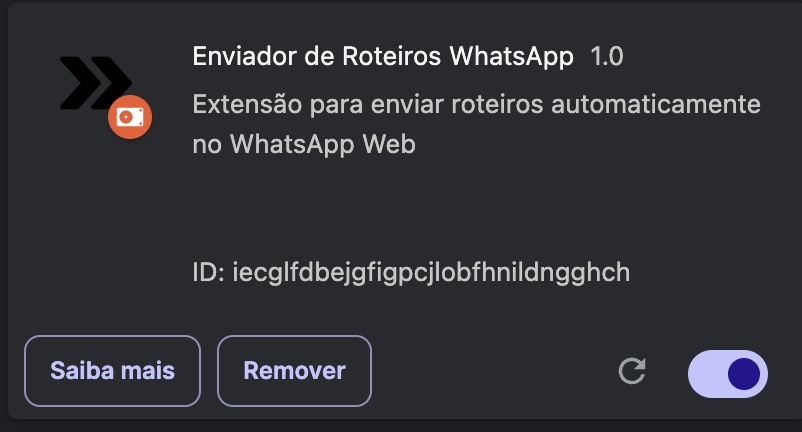 Enviador de Roteiros WhatsApp 1.0
Extensão para enviar roteiros automaticamente
no WhatsApp Web
ID: iecglfdbejgfigpcjlobfhnildngghch
Saiba mais Remover